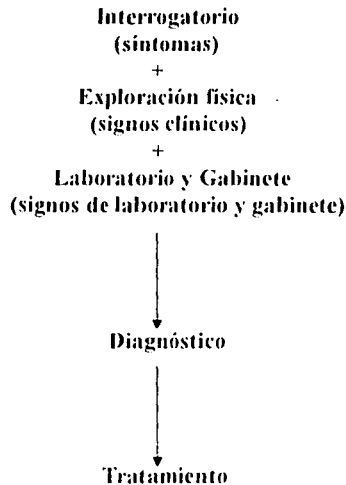 Interrogatorio
(síntomas)
+
Exploración física
(signos clínicos)
+
Laboratorio y Gabinete
(signos de laboratorio y gabinete)
Diagnóstico
Tratamiento